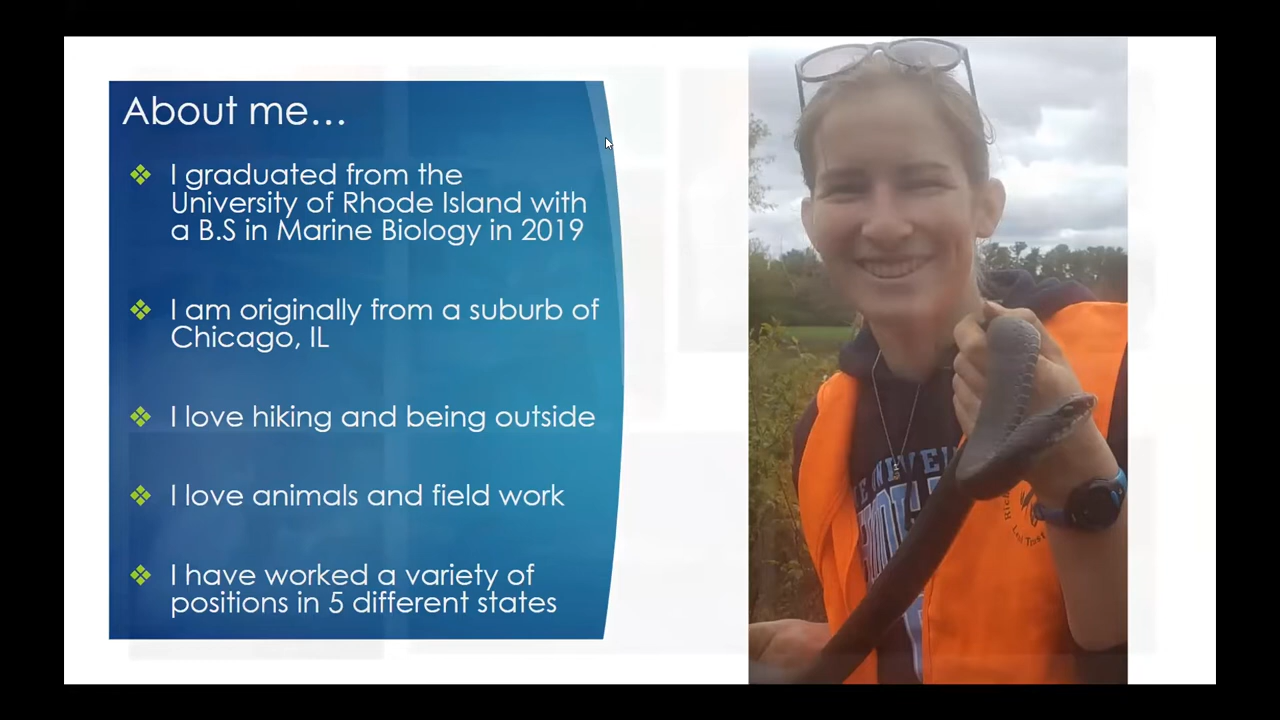 About me...
I graduated from the
University of Rhode Island with
a B.S in Marine Biology in 2019
I am originally from a suburb of
Chicago, IL
I love hiking and being outside
I love animals and field work
I have worked a variety of
positions in 5 different states